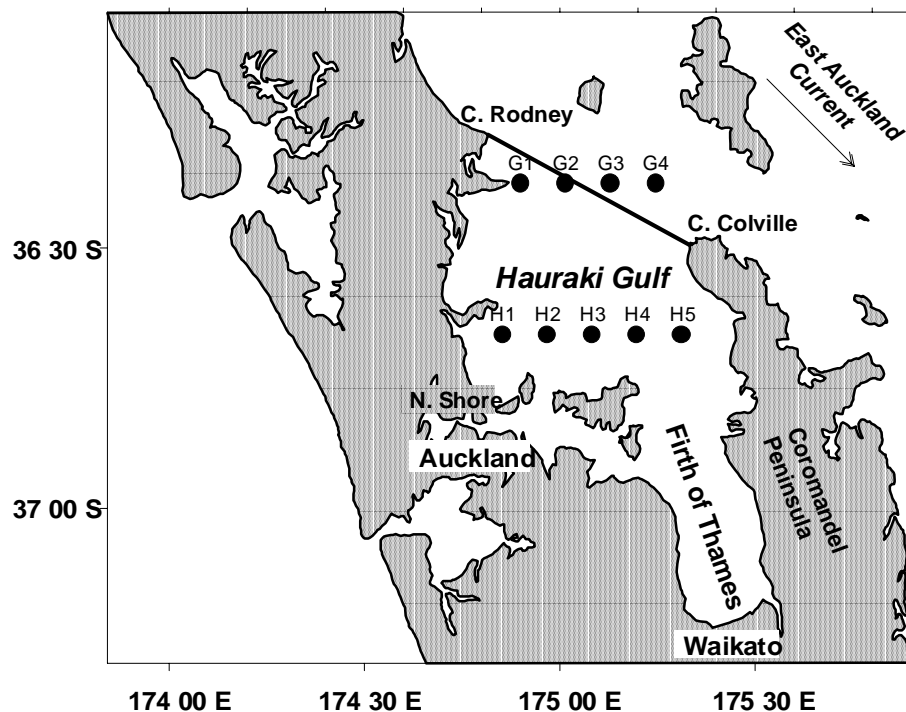 East Auckland
Current
C. Rodney
G1 G2 G3 G4
C. Colville
36 30 S
Hauraki Gulf
H1 H2 H3 H4 H5
N. Shore
Auckland
Firth of Thames
Coromandel
Peninsula
37 00 S
Waikato
174 00 E 174 30 E 175 00 E 175 30 E